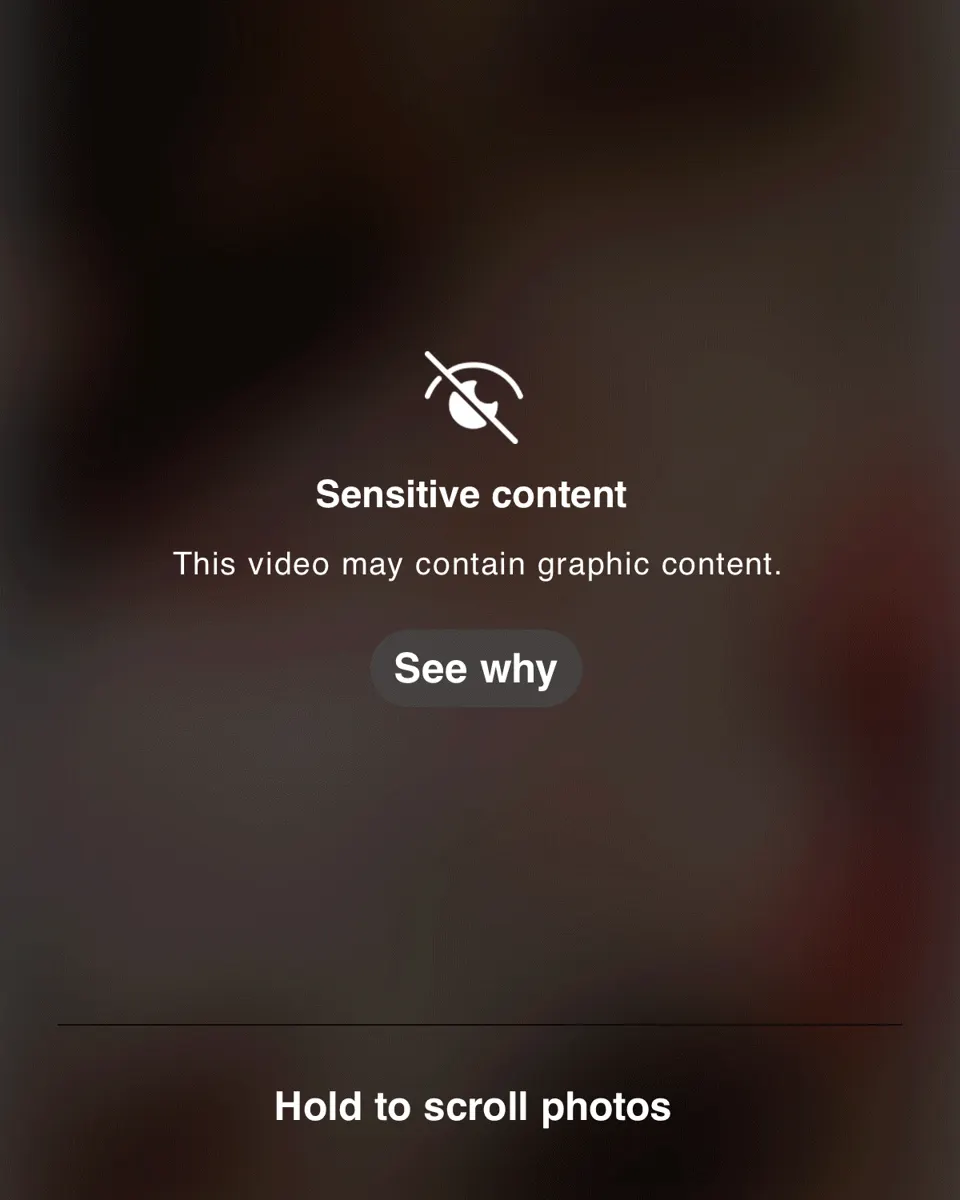 Sensitive content
This video may contain graphic content.
See why
Hold to scroll photos